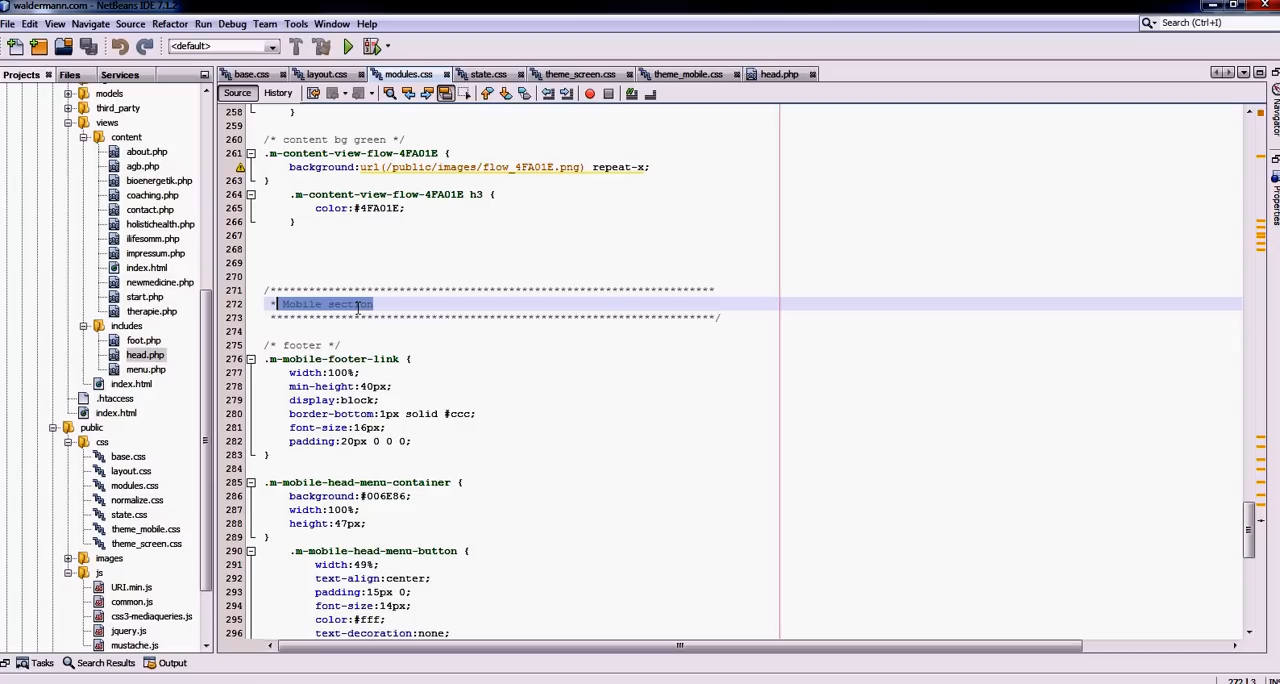 waldermann.com - NetBeans IDE 7.1.2
File Edit View Navigate Source Refactor Run Debug Team Tools Window Help
Search (Ctrl+I)
<default>
Projects Files Services
base.css layout.css modules.css state.css theme_screen.css theme_mobile.css head.php
Source History
models
third_party
views
content
about.php
agb.php
bioenergetik.php
coaching.php
contact.php
holistichealth.php
ilifesomm.php
impressum.php
index.html
newmedicine.php
start.php
therapie.php
includes
foot.php
head.php
menu.php
index.html
.htaccess
index.html
public
css
base.css
layout.css
modules.css
normalize.css
state.css
theme_mobile.css
theme_screen.css
images
js
URI.min.js
common.js
css3-mediaqueries.js
jquery.js
mustache.js
258 }
259
260 /* content bg green */
261 .m-content-view-flow-4FA01E {
background:url(/public/images/flow_4FA01E.png) repeat-x;
263 }
264 .m-content-view-flow-4FA01E h3 {
265 color:#4FA01E;
266 }
267
268
269
270
271 /*********************************************************************
272 * Mobile section
273 *********************************************************************/
274
275 /* footer */
276 .m-mobile-footer-link {
277 width:100%;
278 min-height:40px;
279 display:block;
280 border-bottom:1px solid #ccc;
281 font-size:16px;
282 padding:20px 0 0 0;
283 }
284
285 .m-mobile-head-menu-container {
286 background:#006E86;
287 width:100%;
288 height:47px;
289 }
290 .m-mobile-head-menu-button {
291 width:49%;
292 text-align:center;
293 padding:15px 0;
294 font-size:14px;
295 color:#fff;
296 text-decoration:none;
Navigator
Properties
Tasks Search Results Output
272 | 3 INS